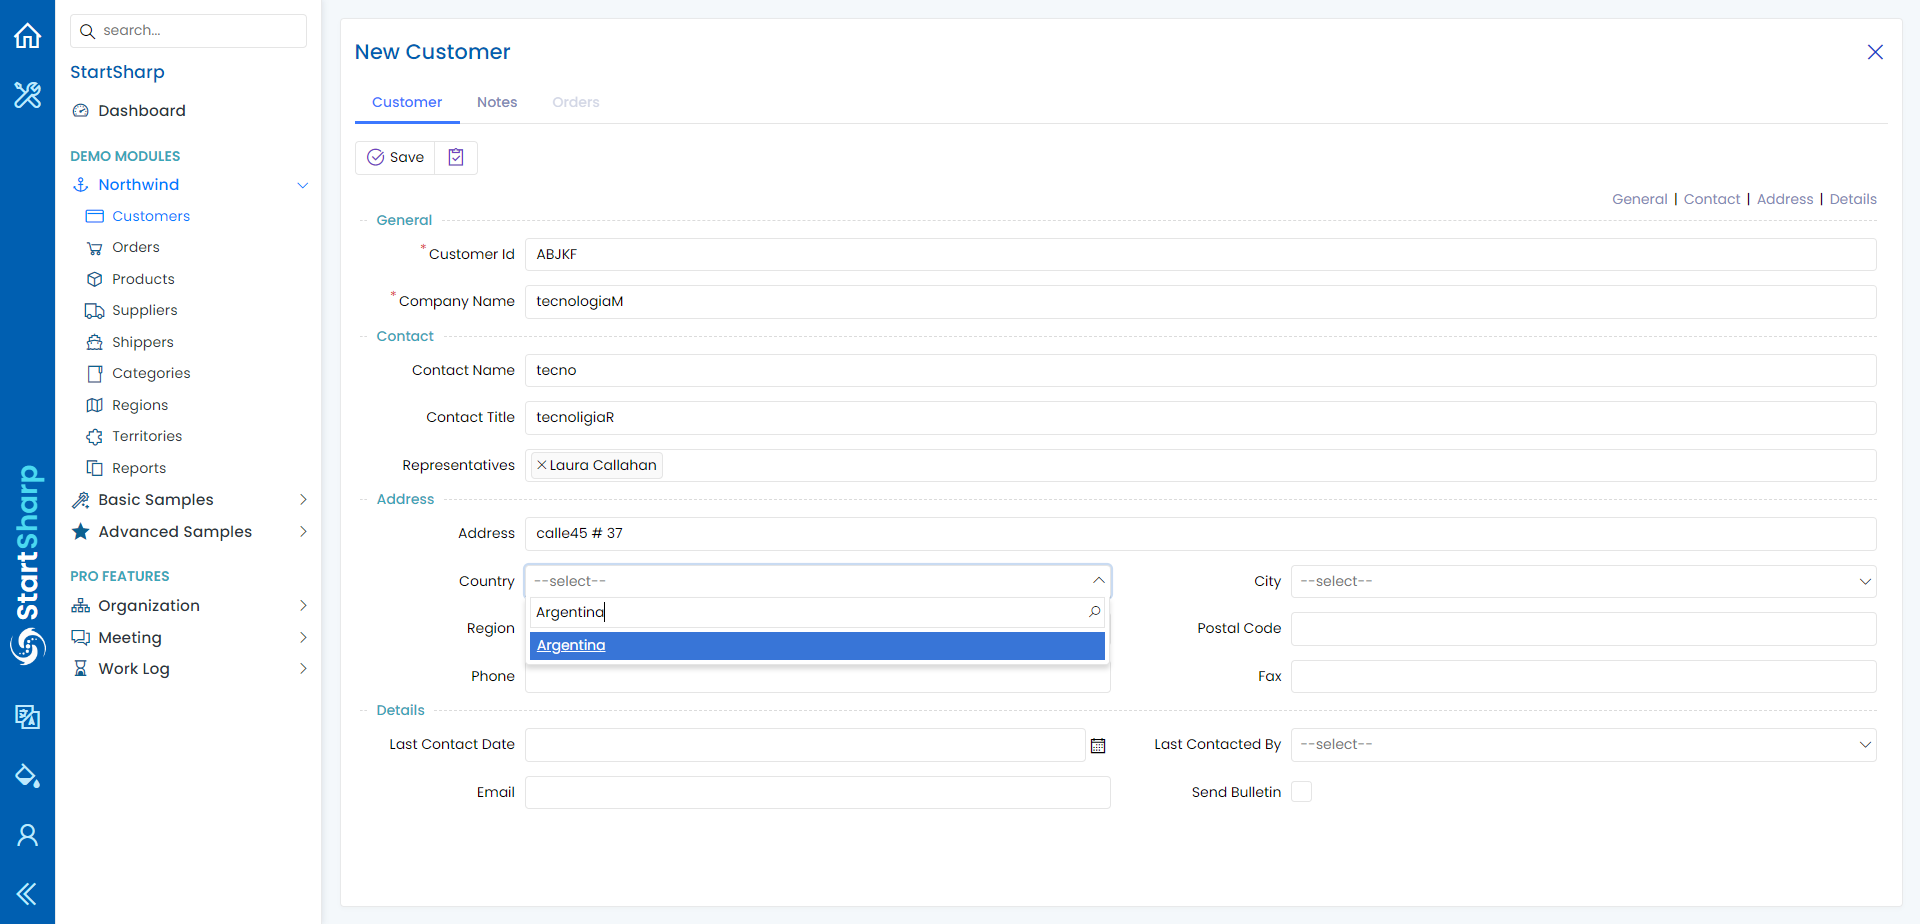 search...
StartSharp
Dashboard
DEMO MODULES
Northwind
Customers
Orders
Products
Suppliers
Shippers
Categories
Regions
Territories
Reports
Basic Samples
Advanced Samples
PRO FEATURES
Organization
Meeting
Work Log
StartSharp
New Customer
Customer Notes Orders
Save
General | Contact | Address | Details
General
* Customer Id ABJKF
* Company Name tecnologiaM
Contact
Contact Name tecno
Contact Title tecnoligiaR
Representatives Laura Callahan
Address
Address calle45 # 37
Country --select-- City --select--
Argentina
Region Postal Code
Argentina
Phone Fax
Details
Last Contact Date Last Contacted By --select--
Email Send Bulletin